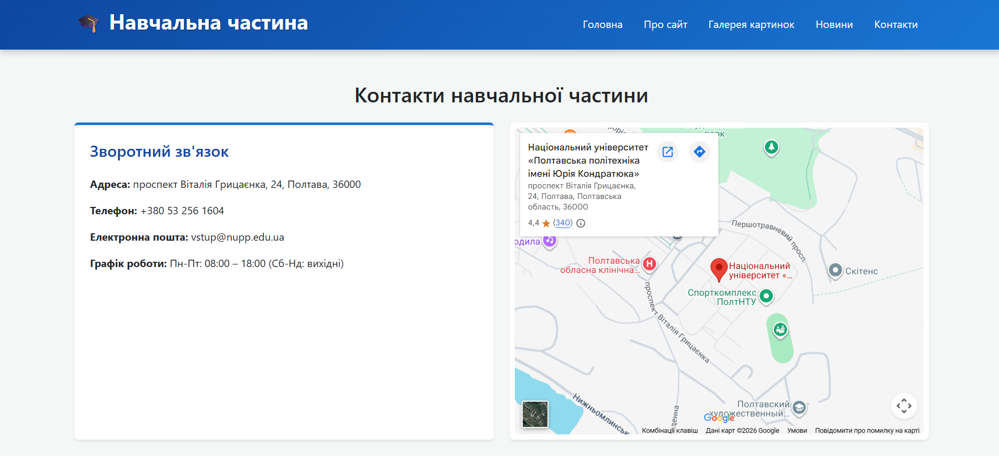 Навчальна частина
Головна
Про сайт
Галерея картинок
Новини
Контакти
Контакти навчальної частини
Зворотний зв'язок
Адреса: проспект Віталія Грицаєнка, 24, Полтава, 36000
Телефон: +380 53 256 1604
Електронна пошта: vstup@nupp.edu.ua
Графік роботи: Пн-Пт: 08:00 – 18:00 (Сб-Нд: вихідні)
Національний університет
«Полтавська політехніка
імені Юрія Кондратюка»
проспект Віталія Грицаєнка,
24, Полтава, Полтавська
область, 36000
4,4 (340)
парк
Першотравневий просп.
одила
Полтавська
обласна клінічна...
H
Національний
університет «...
Скітенс
Спорткомплекс
ПолтНТУ
проспект Віталія Грицаєнка
Нижньомлинськ
денна
Полтавский
художественный...
Google
Комбінації клавіш
Дані карт ©2026 Google
Умови
Повідомити про помилку на карті